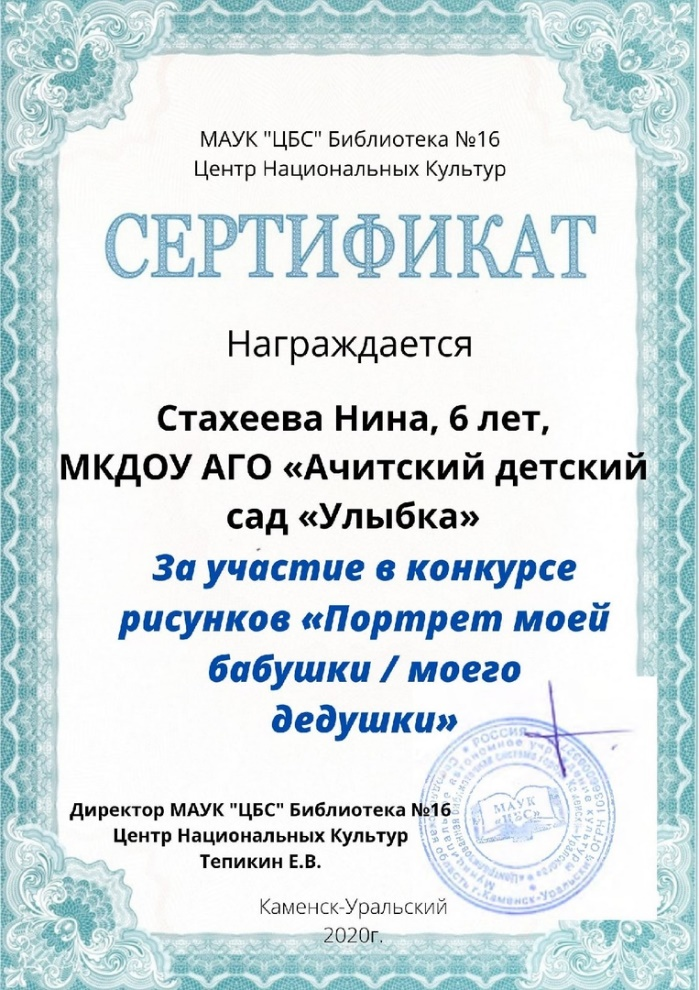 МАУК "ЦБС" Библиотека №16
Центр Национальных Культур
СЕРТИФИКАТ
Награждается
Стахеева Нина, 6 лет,
МКДОУ АГО «Ачитский детский
сад «Улыбка»
За участие в конкурсе
рисунков «Портрет моей
бабушки / моего
дедушки»
Директор МАУК "ЦБС" Библиотека №16
Центр Национальных Культур
Тепикин Е.В.
МАУК
«ЦБС»
Каменск-Уральский
2020г.